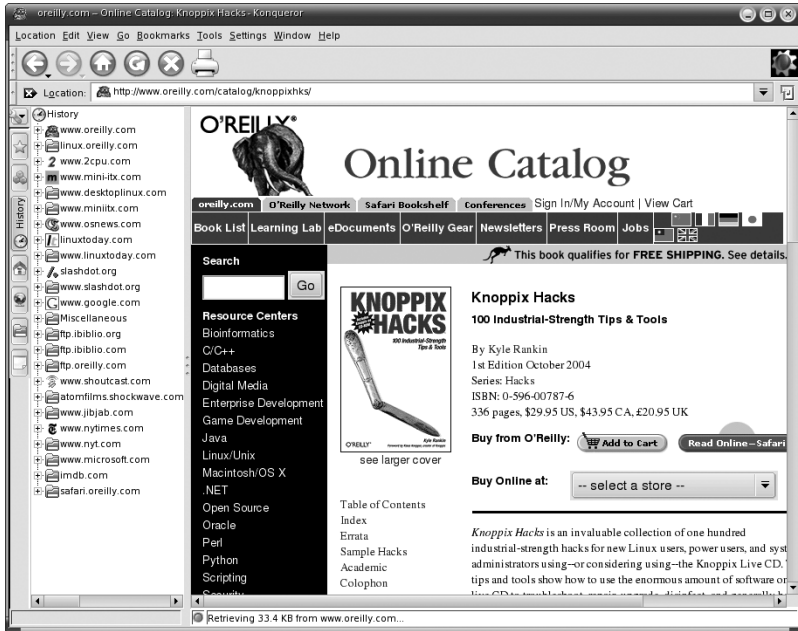 oreilly.com – Online Catalog: Knoppix Hacks - Konqueror
Location Edit View Go Bookmarks Tools Settings Window Help
Location: http://www.oreilly.com/catalog/knoppixhks/
History
History
www.oreilly.com
linux.oreilly.com
www.2cpu.com
www.mini-itx.com
www.desktoplinux.com
www.miniitx.com
www.osnews.com
linuxtoday.com
www.linuxtoday.com
slashdot.org
www.slashdot.org
www.google.com
Miscellaneous
ftp.ibiblio.org
ftp.ibiblio.com
ftp.oreilly.com
www.shoutcast.com
atomfilms.shockwave.com
www.jibjab.com
www.nytimes.com
www.nyt.com
www.microsoft.com
imdb.com
safari.oreilly.com
O'REILLY®
Online Catalog
oreilly.com O'Reilly Network Safari Bookshelf Conferences Sign In/My Account | View Cart
Book List Learning Lab eDocuments O'Reilly Gear Newsletters Press Room Jobs
This book qualifies for FREE SHIPPING. See details.
Search
Go
Resource Centers
Bioinformatics
C/C++
Databases
Digital Media
Enterprise Development
Game Development
Java
Linux/Unix
Macintosh/OS X
.NET
Open Source
Oracle
Perl
Python
Scripting
Security
KNOPPIX
HACKS
100 Industrial-Strength
Tips & Tools
O'REILLY®
Kyle Rankin
see larger cover
Table of Contents
Index
Errata
Sample Hacks
Academic
Colophon
Knoppix Hacks
100 Industrial-Strength Tips & Tools
By Kyle Rankin
1st Edition October 2004
Series: Hacks
ISBN: 0-596-00787-6
336 pages, $29.95 US, $43.95 CA, £20.95 UK
Buy from O'Reilly: Add to Cart Read Online—Safari
Buy Online at: -- select a store --
Knoppix Hacks is an invaluable collection of one hundred
industrial-strength hacks for new Linux users, power users, and syst
administrators using--or considering using--the Knoppix Live CD.
tips and tools show how to use the enormous amount of software on
Retrieving 33.4 KB from www.oreilly.com...